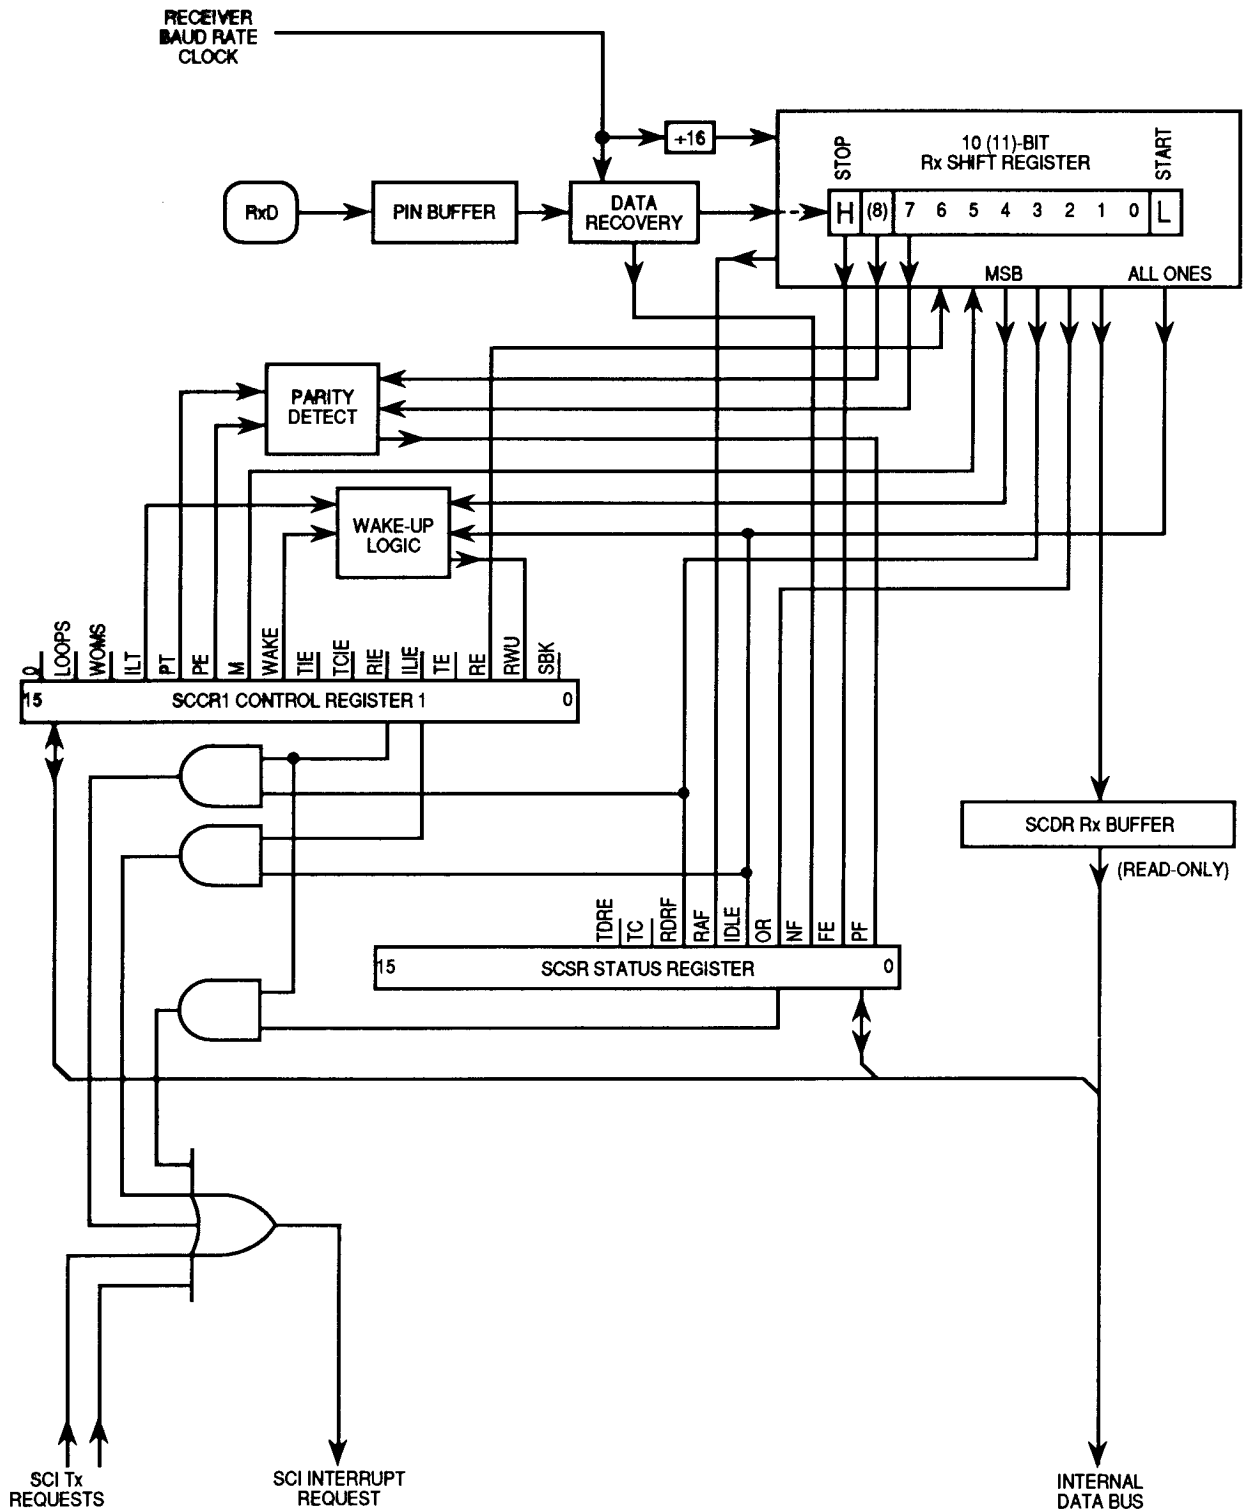 RECEIVER
BAUD RATE
CLOCK
÷16
10 (11)-BIT
Rx SHIFT REGISTER
STOP
START
RxD
PIN BUFFER
DATA
RECOVERY
H (8) 7 6 5 4 3 2 1 0 L
MSB
ALL ONES
PARITY
DETECT
WAKE-UP
LOGIC
0
LOOPS
WOMS
ILT
PT
PE
M
WAKE
TIE
TCIE
RIE
ILIE
TE
RE
RWU
SBK
15 SCCR1 CONTROL REGISTER 1 0
SCDR Rx BUFFER
(READ-ONLY)
TDRE
TC
RDRF
RAF
IDLE
OR
NF
FE
PF
15 SCSR STATUS REGISTER 0
SCI Tx
REQUESTS
SCI INTERRUPT
REQUEST
INTERNAL
DATA BUS